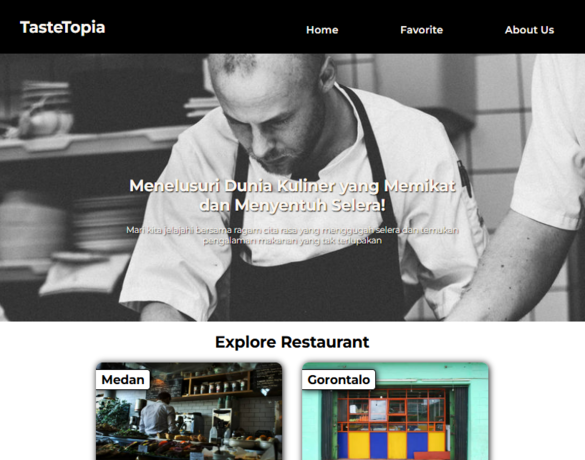 TasteTopia
Home Favorite About Us
Menelusuri Dunia Kuliner yang Memikat
dan Menyentuh Selera!
Mari kita jelajahi bersama ragam cita rasa yang menggugah selera dan temukan
pengalaman makanan yang tak terlupakan
Explore Restaurant
Medan
Gorontalo